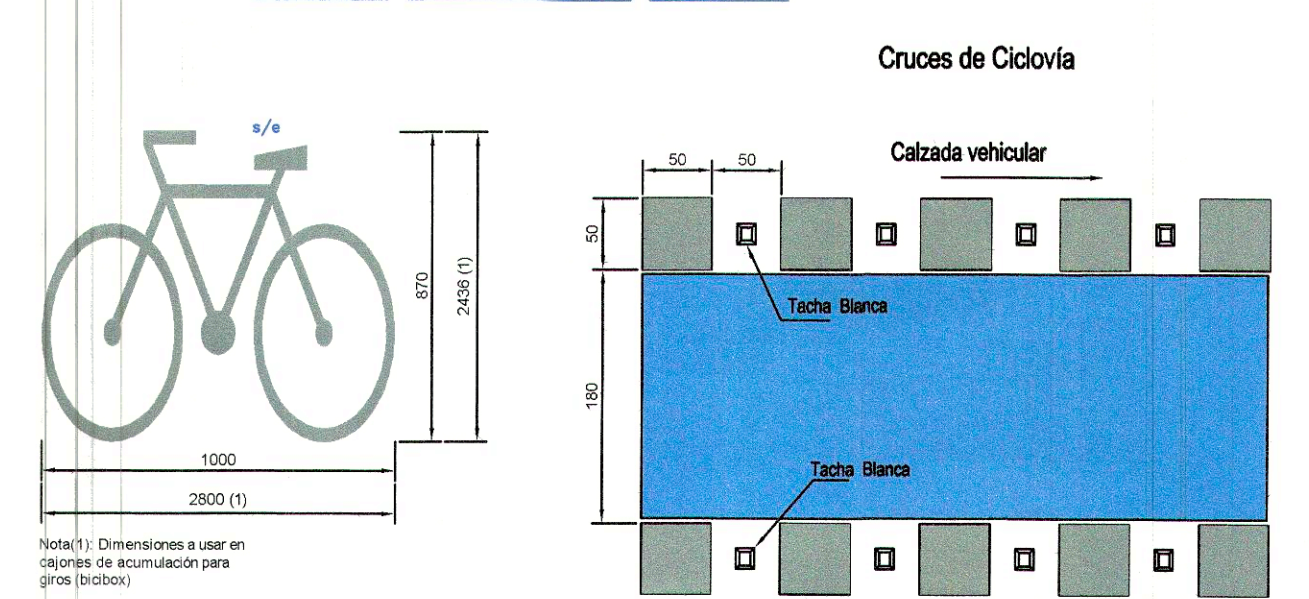 Cruces de Ciclovía
s/e
870
2436 (1)
1000
2800 (1)
Nota(1): Dimensiones a usar en
cajones de acumulación para
giros (bicibox)
Calzada vehicular
50
50
50
Tacha Blanca
180
Tacha Blanca